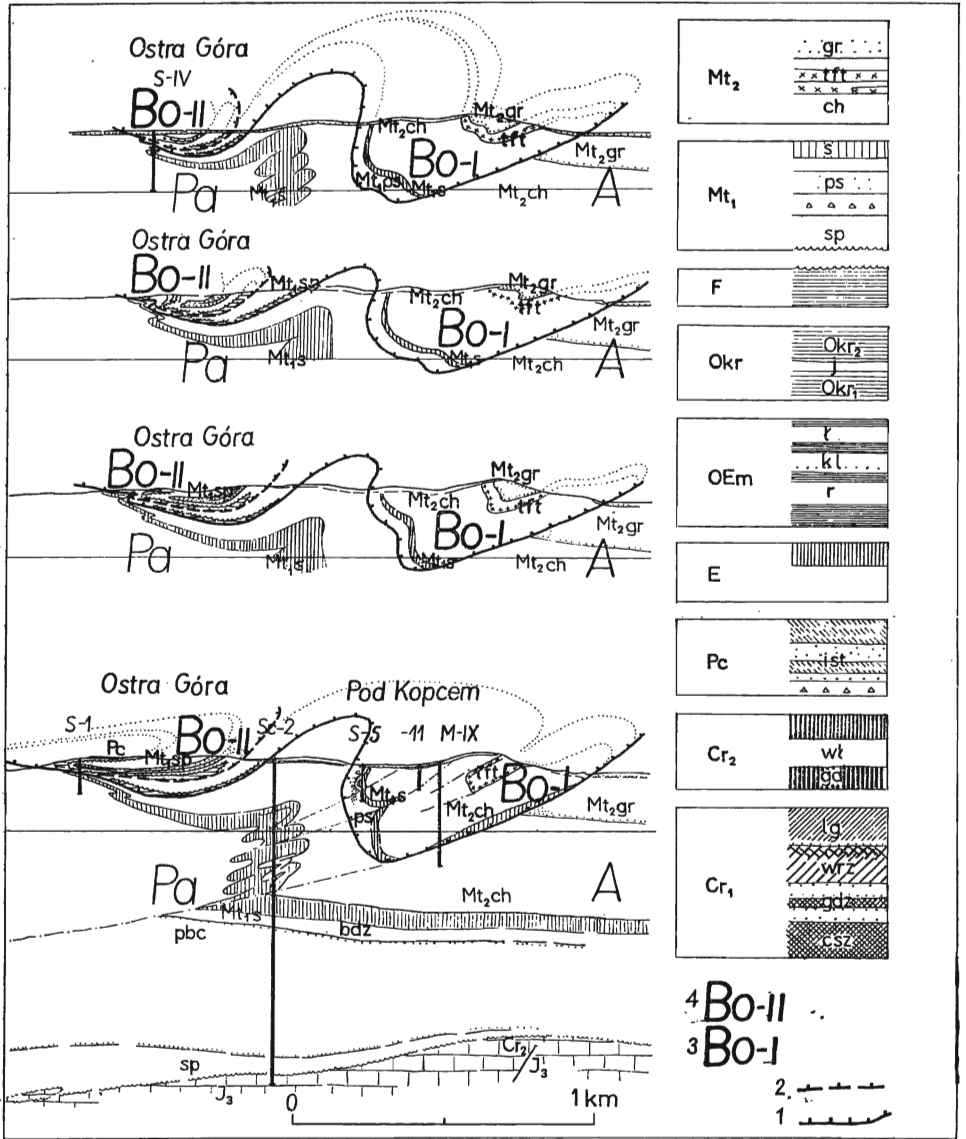 Ostra Góra
S-IV
Bo-II
Mt₂gr
tft
Mt₂ch
Bo-I
Mt₂gr
Mt₁ps
Mt₁s
Mt₁s
Pa
Mt₂ch
A
Ostra Góra
Bo-II
Mt₁sp
Mt₂gr
Mt₂ch
tft
Bo-I
Mt₂gr
Pa
Mt₁s
Mt₁s
Mt₂ch
A
Ostra Góra
Bo-II
Mt₁sp
Mt₂gr
Mt₂ch
tft
Bo-I
Mt₂gr
Pa
Mt₁s
Mt₁s
Mt₂ch
A
Ostra Góra
Pod Kopcem
S-1
Bo-II
Sc-2
S-5
-11
M-IX
Pc
Mt₁sp
tft
Bo-I
Mt₁s
Mt₂ch
ps
Mt₂gr
Pa
A
Mt₂ch
Mt₁s
pbc
bdz
sp
Cr₂
J₃
J₃
0
1 km
Mt₂
gr
tft
ch
Mt₁
s
ps
sp
F
Okr
Okr₂
j
Okr₁
OEm
ł
kl
r
E
Pc
ist
Cr₂
wł
gd
Cr₁
lg
wrz
gdz
csz
4 Bo-II
3 Bo-I
2
1